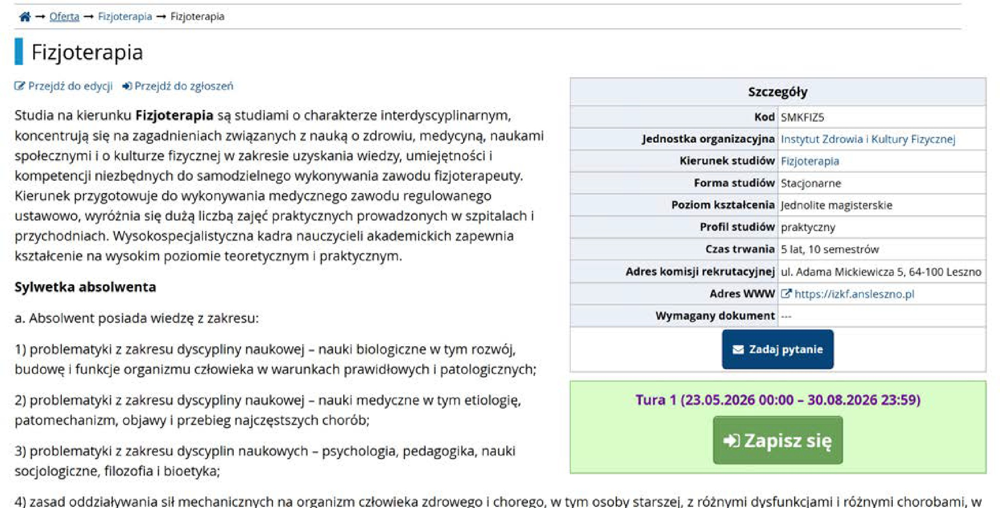 → Oferta → Fizjoterapia → Fizjoterapia
Fizjoterapia
Przejdź do edycji Przejdź do zgłoszeń
Studia na kierunku Fizjoterapia są studiami o charakterze interdyscyplinarnym,
koncentrują się na zagadnieniach związanych z nauką o zdrowiu, medycyną, naukami
społecznymi i o kulturze fizycznej w zakresie uzyskania wiedzy, umiejętności i
kompetencji niezbędnych do samodzielnego wykonywania zawodu fizjoterapeuty.
Kierunek przygotowuje do wykonywania medycznego zawodu regulowanego
ustawowo, wyróżnia się dużą liczbą zajęć praktycznych prowadzonych w szpitalach i
przychodniach. Wysokospecjalistyczna kadra nauczycieli akademickich zapewnia
kształcenie na wysokim poziomie teoretycznym i praktycznym.
Sylwetka absolwenta
a. Absolwent posiada wiedzę z zakresu:
1) problematyki z zakresu dyscypliny naukowej – nauki biologiczne w tym rozwój,
budowę i funkcje organizmu człowieka w warunkach prawidłowych i patologicznych;
2) problematyki z zakresu dyscypliny naukowej – nauki medyczne w tym etiologię,
patomechanizm, objawy i przebieg najczęstszych chorób;
3) problematyki z zakresu dyscyplin naukowych – psychologia, pedagogika, nauki
socjologiczne, filozofia i bioetyka;
4) zasad oddziaływania sił mechanicznych na organizm człowieka zdrowego i chorego, w tym osoby starszej, z różnymi dysfunkcjami i różnymi chorobami, w
Szczegóły
Kod SMKFIZ5
Jednostka organizacyjna Instytut Zdrowia i Kultury Fizycznej
Kierunek studiów Fizjoterapia
Forma studiów Stacjonarne
Poziom kształcenia Jednolite magisterskie
Profil studiów praktyczny
Czas trwania 5 lat, 10 semestrów
Adres komisji rekrutacyjnej ul. Adama Mickiewicza 5, 64-100 Leszno
Adres WWW https://izkf.ansleszno.pl
Wymagany dokument ---
Zadaj pytanie
Tura 1 (23.05.2026 00:00 – 30.08.2026 23:59)
Zapisz się